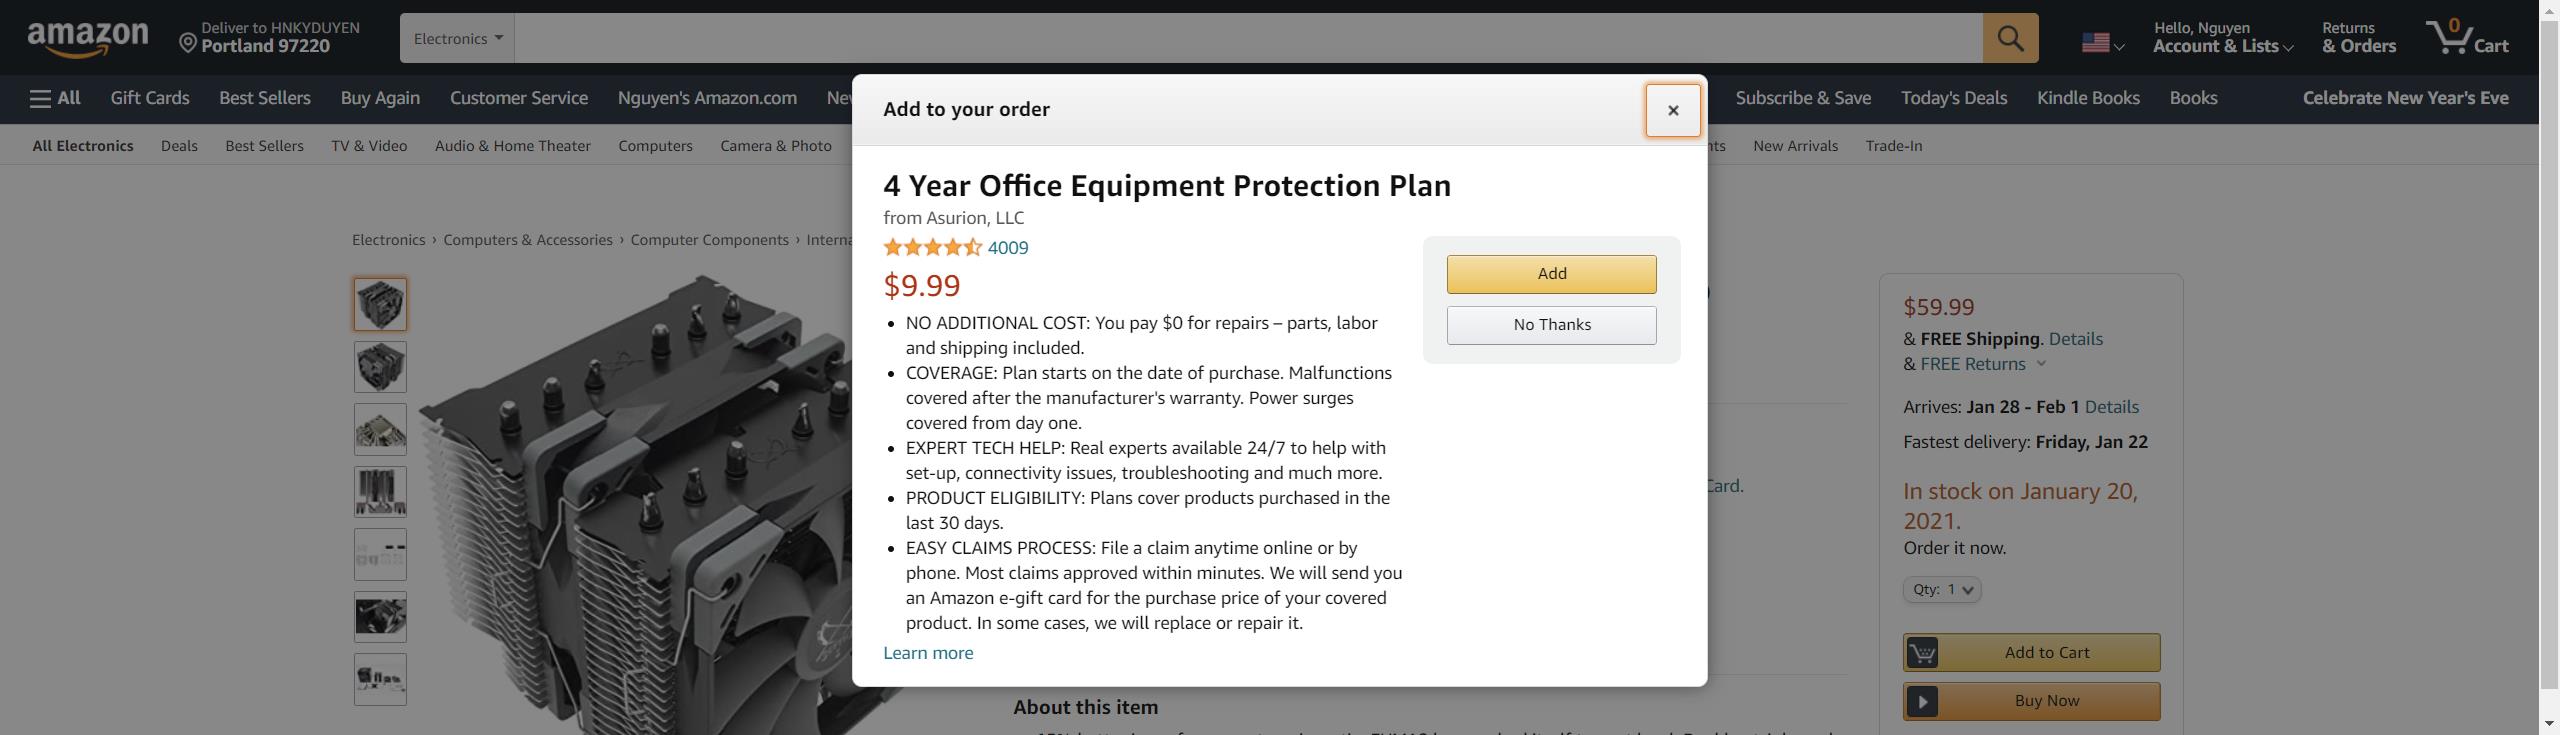 amazon
Deliver to HNKYDUYEN
Portland 97220
Electronics
Hello, Nguyen
Account & Lists
Returns
& Orders
0
Cart
All
Gift Cards
Best Sellers
Buy Again
Customer Service
Nguyen's Amazon.com
Subscribe & Save
Today's Deals
Kindle Books
Books
Celebrate New Year's Eve
All Electronics
Deals
Best Sellers
TV & Video
Audio & Home Theater
Computers
Camera & Photo
New Arrivals
Trade-In
Electronics › Computers & Accessories › Computer Components ›
Add to your order
×
4 Year Office Equipment Protection Plan
from Asurion, LLC
4009
$9.99
• NO ADDITIONAL COST: You pay $0 for repairs – parts, labor
and shipping included.
• COVERAGE: Plan starts on the date of purchase. Malfunctions
covered after the manufacturer's warranty. Power surges
covered from day one.
• EXPERT TECH HELP: Real experts available 24/7 to help with
set-up, connectivity issues, troubleshooting and much more.
• PRODUCT ELIGIBILITY: Plans cover products purchased in the
last 30 days.
• EASY CLAIMS PROCESS: File a claim anytime online or by
phone. Most claims approved within minutes. We will send you
an Amazon e-gift card for the purchase price of your covered
product. In some cases, we will replace or repair it.
Learn more
Add
No Thanks
Card.
$59.99
& FREE Shipping. Details
& FREE Returns
Arrives: Jan 28 - Feb 1 Details
Fastest delivery: Friday, Jan 22
In stock on January 20,
2021.
Order it now.
Qty: 1
Add to Cart
Buy Now
About this item